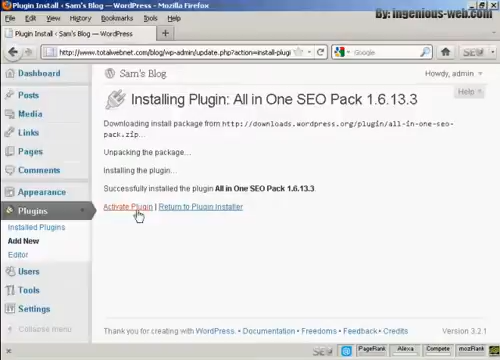 Plugin Install ‹ Sam's Blog — WordPress - Mozilla Firefox
By: ingenious-web.com
File Edit View History Bookmarks Tools Help
Plugin Install ‹ Sam's Blog — WordPress
http://www.totalwebnet.com/blog/wp-admin/update.php?action=install-plugi
Google
SEO
Dashboard
Sam's Blog
Howdy, admin
Help
Posts
Media
Links
Pages
Comments
Appearance
Plugins
Installed Plugins
Add New
Editor
Users
Tools
Settings
Collapse menu
Installing Plugin: All in One SEO Pack 1.6.13.3
Downloading install package from http://downloads.wordpress.org/plugin/all-in-one-seo-
pack.zip…
Unpacking the package…
Installing the plugin…
Successfully installed the plugin All in One SEO Pack 1.6.13.3.
Activate Plugin | Return to Plugin Installer
Thank you for creating with WordPress. • Documentation • Freedoms • Feedback • Credits
Version 3.2.1
SEO
PageRank
Alexa
Compete
mozRank